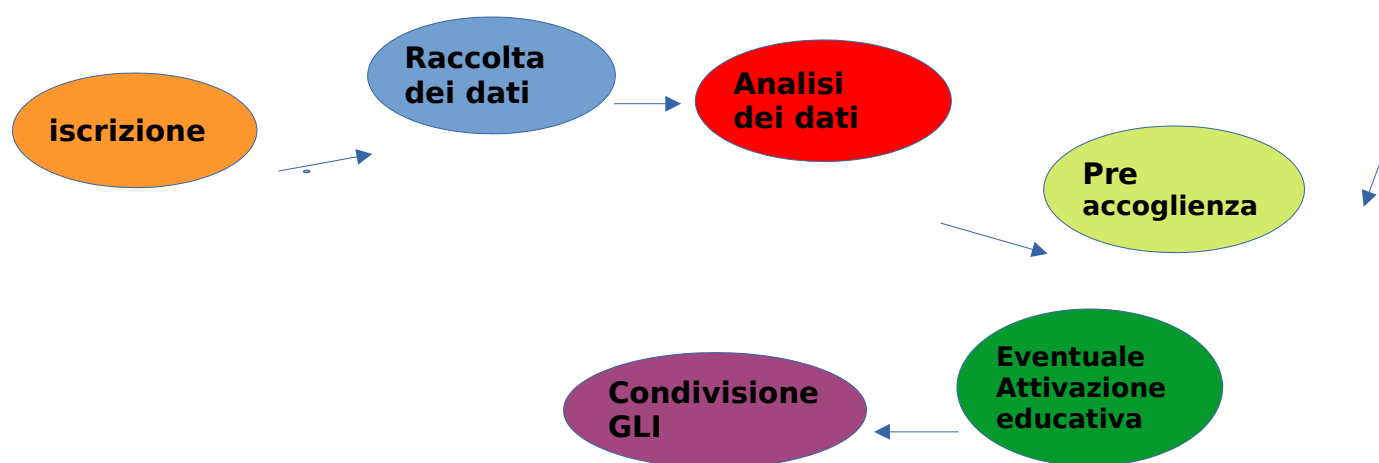 iscrizione
Raccolta
dei dati
Analisi
dei dati
Pre
accoglienza
Eventuale
Attivazione
educativa
Condivisione
GLI